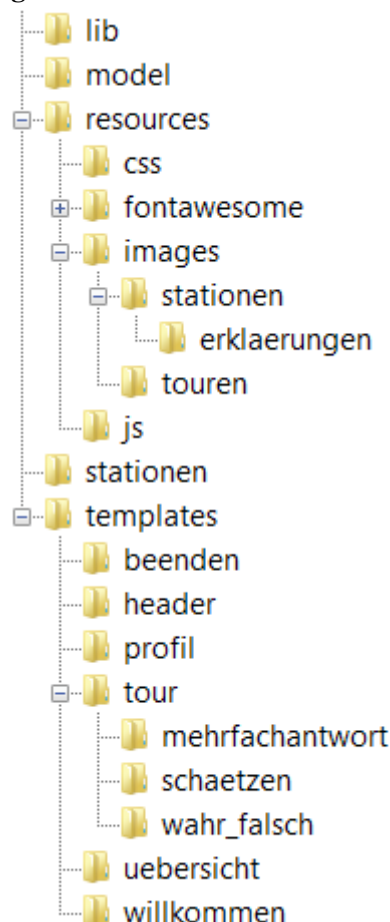 lib
model
resources
css
fontawesome
images
stationen
erklaerungen
touren
js
stationen
templates
beenden
header
profil
tour
mehrfachantwort
schaetzen
wahr_falsch
uebersicht
willkommen